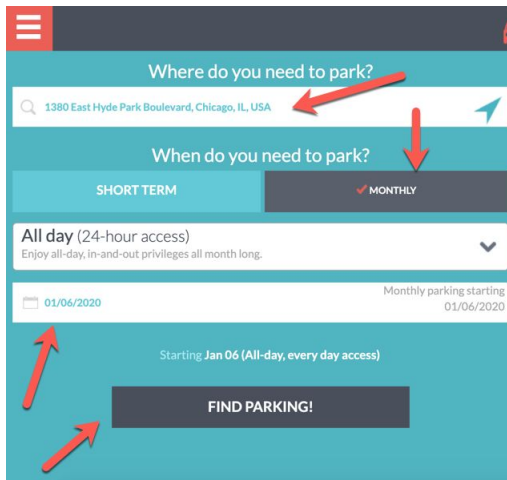 Where do you need to park?
1380 East Hyde Park Boulevard, Chicago, IL, USA
When do you need to park?
SHORT TERM
MONTHLY
All day (24-hour access)
Enjoy all-day, in-and-out privileges all month long.
01/06/2020
Monthly parking starting
01/06/2020
Starting Jan 06 (All-day, every day access)
FIND PARKING!